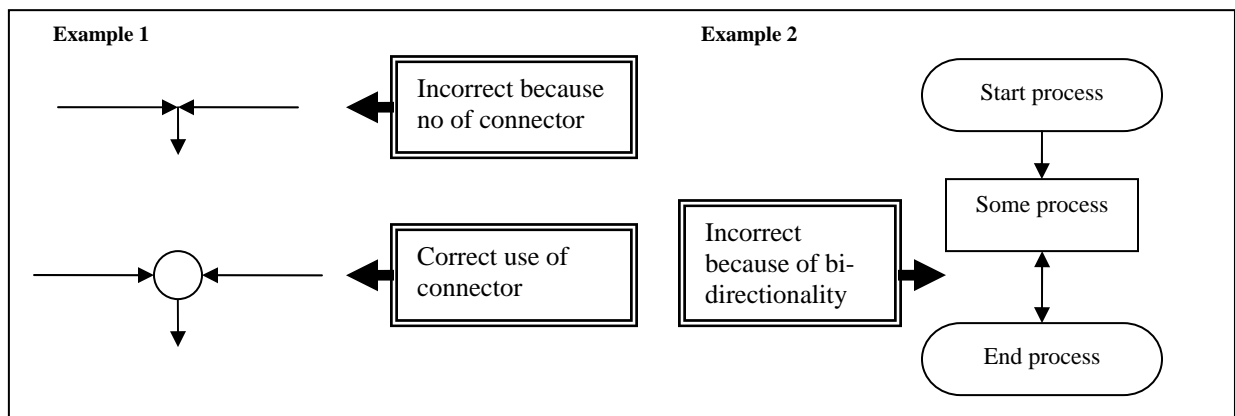 Example 1
Incorrect because
no of connector
Correct use of
connector
Example 2
Start process
Some process
Incorrect
because of bi-
directionality
End process